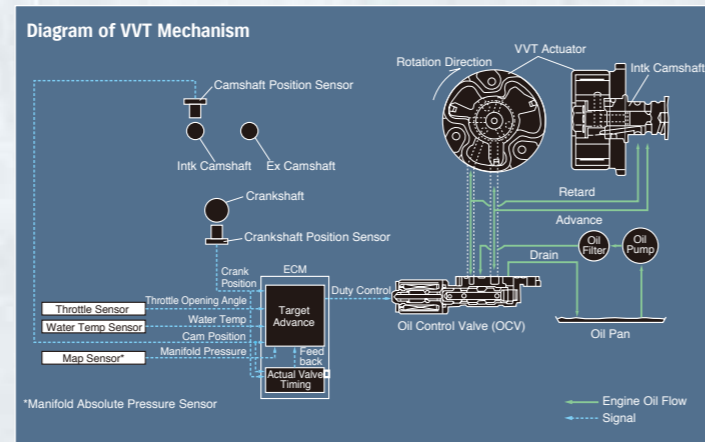 Diagram of VVT Mechanism
Camshaft Position Sensor
Intk Camshaft
Ex Camshaft
Crankshaft
Crankshaft Position Sensor
Rotation Direction
VVT Actuator
Intk Camshaft
Retard
Advance
Drain
Oil
Filter
Oil
Pump
Oil Control Valve (OCV)
Oil Pan
ECM
Crank
Position
Duty Control
Throttle Sensor
Throttle Opening Angle
Target
Advance
Water Temp Sensor
Water Temp
Cam Position
Map Sensor*
Manifold Pressure
Feed
back
Actual Valve
Timing
*Manifold Absolute Pressure Sensor
Engine Oil Flow
Signal